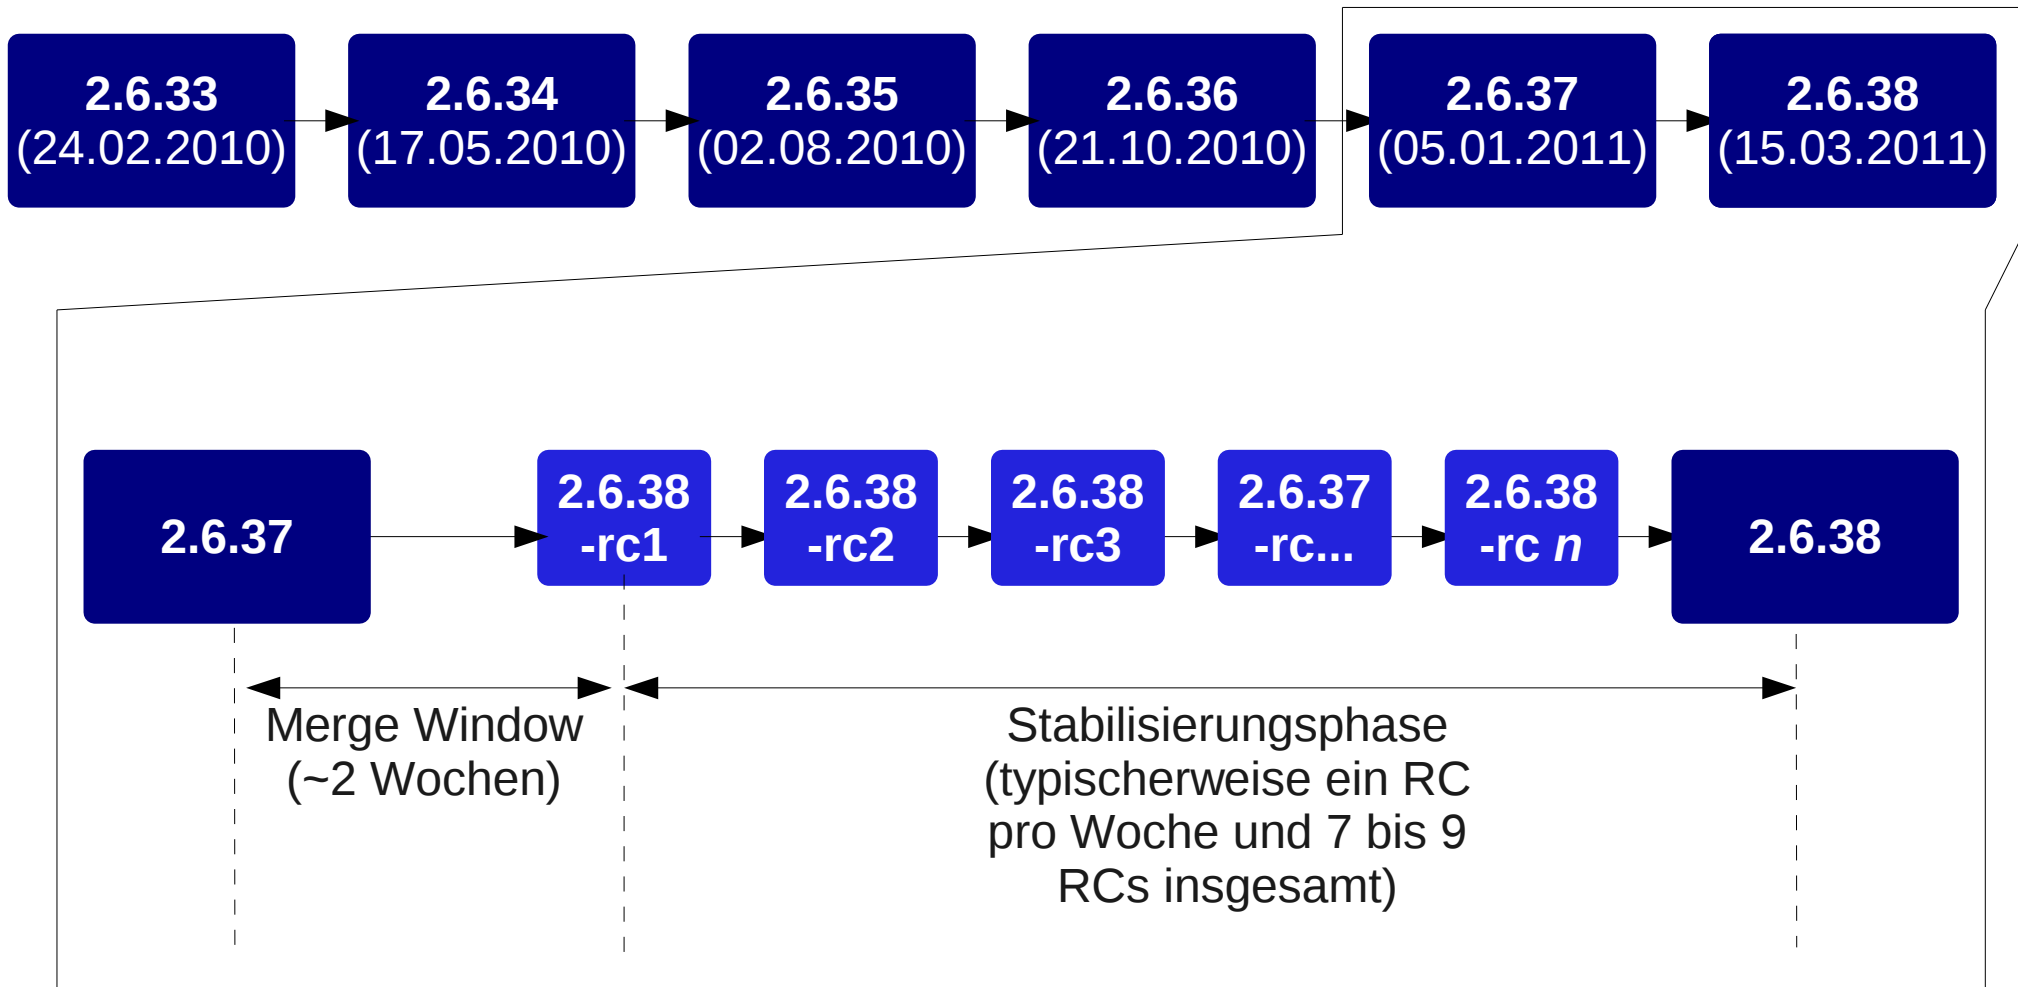 2.6.33
(24.02.2010)
2.6.34
(17.05.2010)
2.6.35
(02.08.2010)
2.6.36
(21.10.2010)
2.6.37
(05.01.2011)
2.6.38
(15.03.2011)
2.6.37
2.6.38
-rc1
2.6.38
-rc2
2.6.38
-rc3
2.6.37
-rc...
2.6.38
-rc n
2.6.38
Merge Window
(~2 Wochen)
Stabilisierungsphase
(typischerweise ein RC
pro Woche und 7 bis 9
RCs insgesamt)